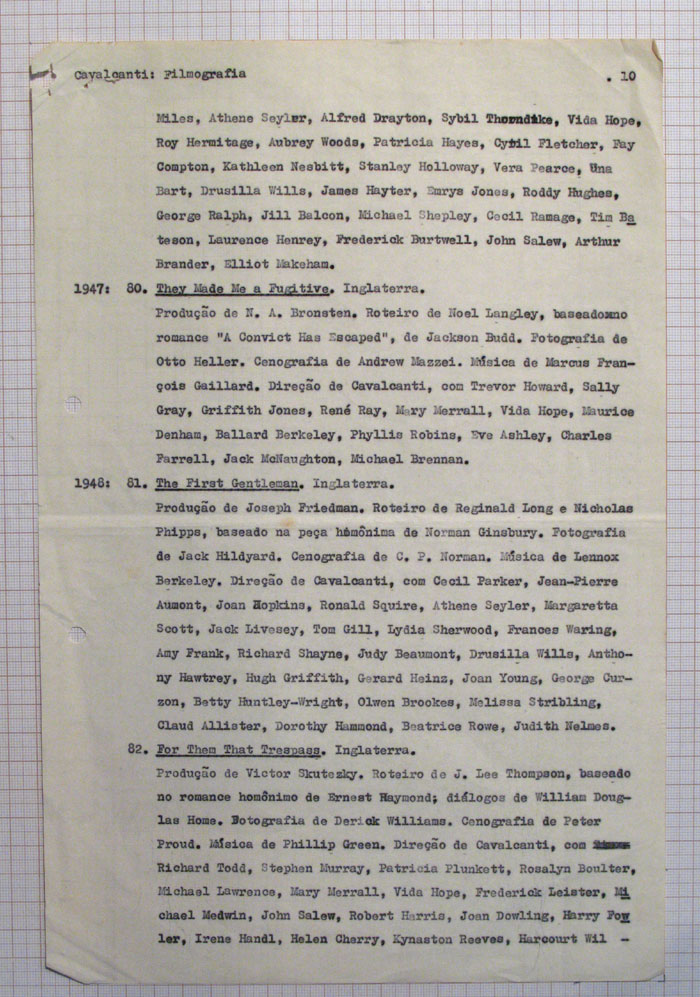 Cavalcanti: Filmografia . 10
Miles, Athene Seyler, Alfred Drayton, Sybil Thorndike, Vida Hope,
Roy Hermitage, Aubrey Woods, Patricia Hayes, Cyril Fletcher, Fay
Compton, Kathleen Nesbitt, Stanley Holloway, Vera Pearce, Una
Bart, Drusilla Wills, James Hayter, Emrys Jones, Roddy Hughes,
George Ralph, Jill Balcon, Michael Shepley, Cecil Ramage, Tim Ba
teson, Laurence Henrey, Frederick Burtwell, John Salew, Arthur
Brander, Elliot Makeham.
1947: 80. They Made Me a Fugitive. Inglaterra.
Produção de N. A. Bronsten. Roteiro de Noel Langley, baseado no
romance "A Convict Has Escaped", de Jackson Budd. Fotografia de
Otto Heller. Cenografia de Andrew Mazzei. Música de Marcus Fran-
çois Gaillard. Direção de Cavalcanti, com Trevor Howard, Sally
Gray, Griffith Jones, René Ray, Mary Merrall, Vida Hope, Maurice
Denham, Ballard Berkeley, Phyllis Robins, Eve Ashley, Charles
Farrell, Jack McNaughton, Michael Brennan.
1948: 81. The First Gentleman. Inglaterra.
Produção de Joseph Friedman. Roteiro de Reginald Long e Nicholas
Phipps, baseado na peça hômônima de Norman Ginsbury. Fotografia
de Jack Hildyard. Cenografia de C. P. Norman. Música de Lennox
Berkeley. Direção de Cavalcanti, com Cecil Parker, Jean-Pierre
Aumont, Joan Hopkins, Ronald Squire, Athene Seyler, Margaretta
Scott, Jack Livesey, Tom Gill, Lydia Sherwood, Frances Waring,
Amy Frank, Richard Shayne, Judy Beaumont, Drusilla Wills, Antho-
ny Hawtrey, Hugh Griffith, Gerard Heinz, Joan Young, George Cur-
zon, Betty Huntley-Wright, Olwen Brookes, Melissa Stribling,
Claud Allister, Dorothy Hammond, Beatrice Rowe, Judith Nelmes.
82. For Them That Trespass. Inglaterra.
Produção de Victor Skutezky. Roteiro de J. Lee Thompson, baseado
no romance homônimo de Ernest Raymond; diálogos de William Doug-
las Home. Fotografia de Derick Williams. Cenografia de Peter
Proud. Música de Phillip Green. Direção de Cavalcanti, com
Richard Todd, Stephen Murray, Patricia Plunkett, Rosalyn Boulter,
Michael Lawrence, Mary Merrall, Vida Hope, Frederick Leister, Mi
chael Medwin, John Salew, Robert Harris, Joan Dowling, Harry Fow
ler, Irene Handl, Helen Cherry, Kynaston Reeves, Harcourt Wil -